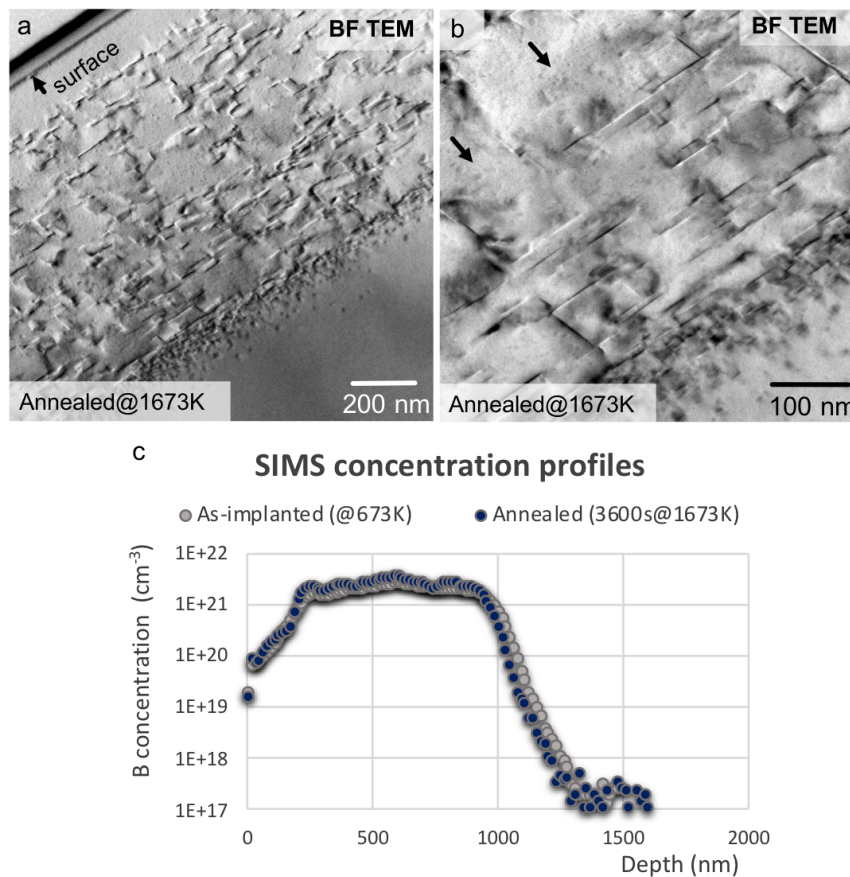 a
BF TEM
surface
Annealed@1673K
200 nm
b
BF TEM
Annealed@1673K
100 nm
c
SIMS concentration profiles
As-implanted (@673K)
Annealed (3600s@1673K)
B concentration (cm-3)
1E+22
1E+21
1E+20
1E+19
1E+18
1E+17
0
500
1000
1500
2000
Depth (nm)